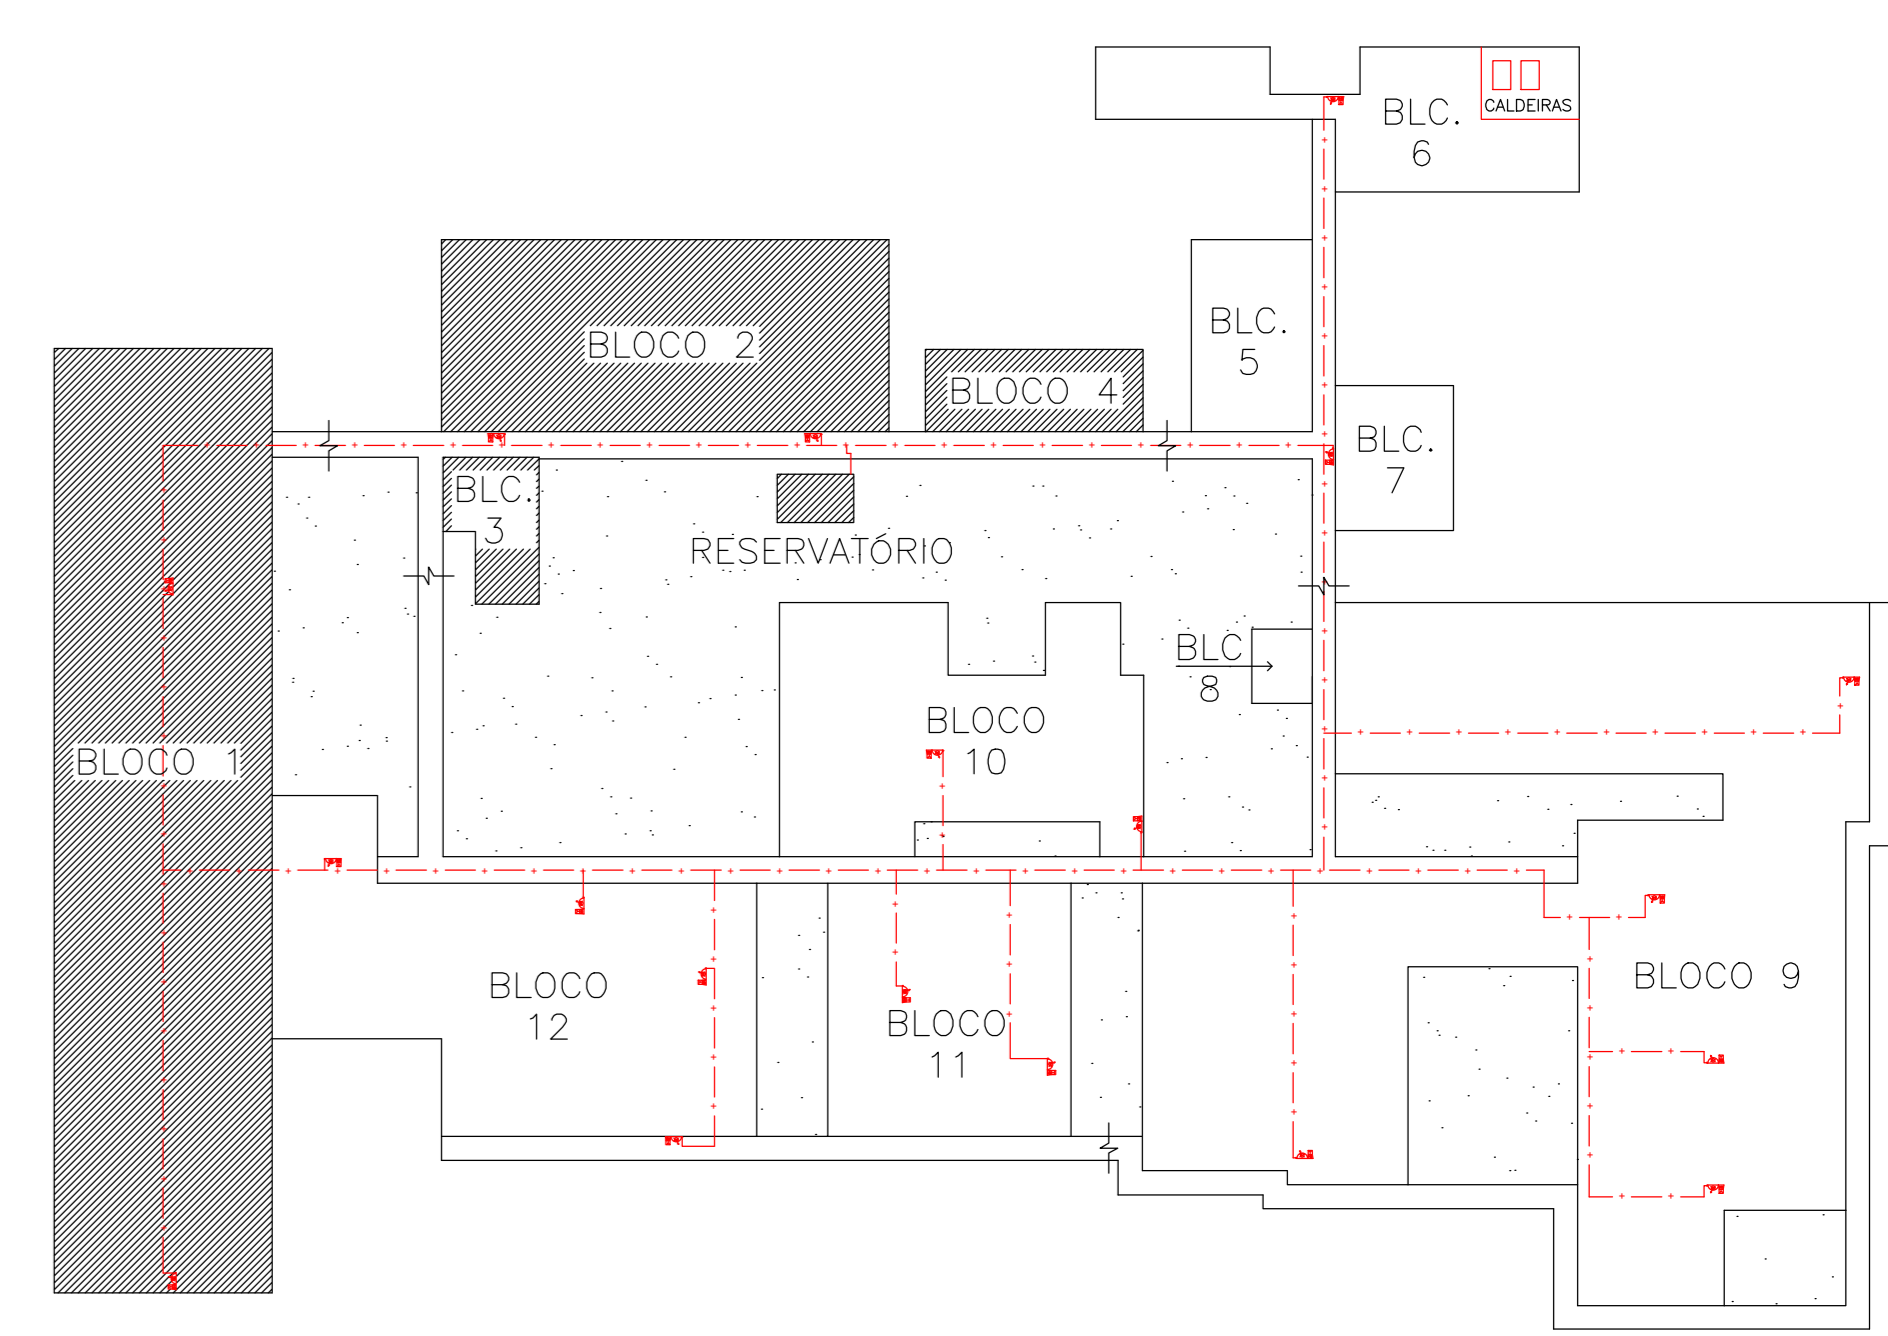 BLC.
6
CALDEIRAS
BLOCO 2
BLC.
5
BLOCO 4
BLC.
7
BLC.
3
RESERVATÓRIO
BLC
8
BLOCO 1
BLOCO
10
BLOCO
12
BLOCO
11
BLOCO 9